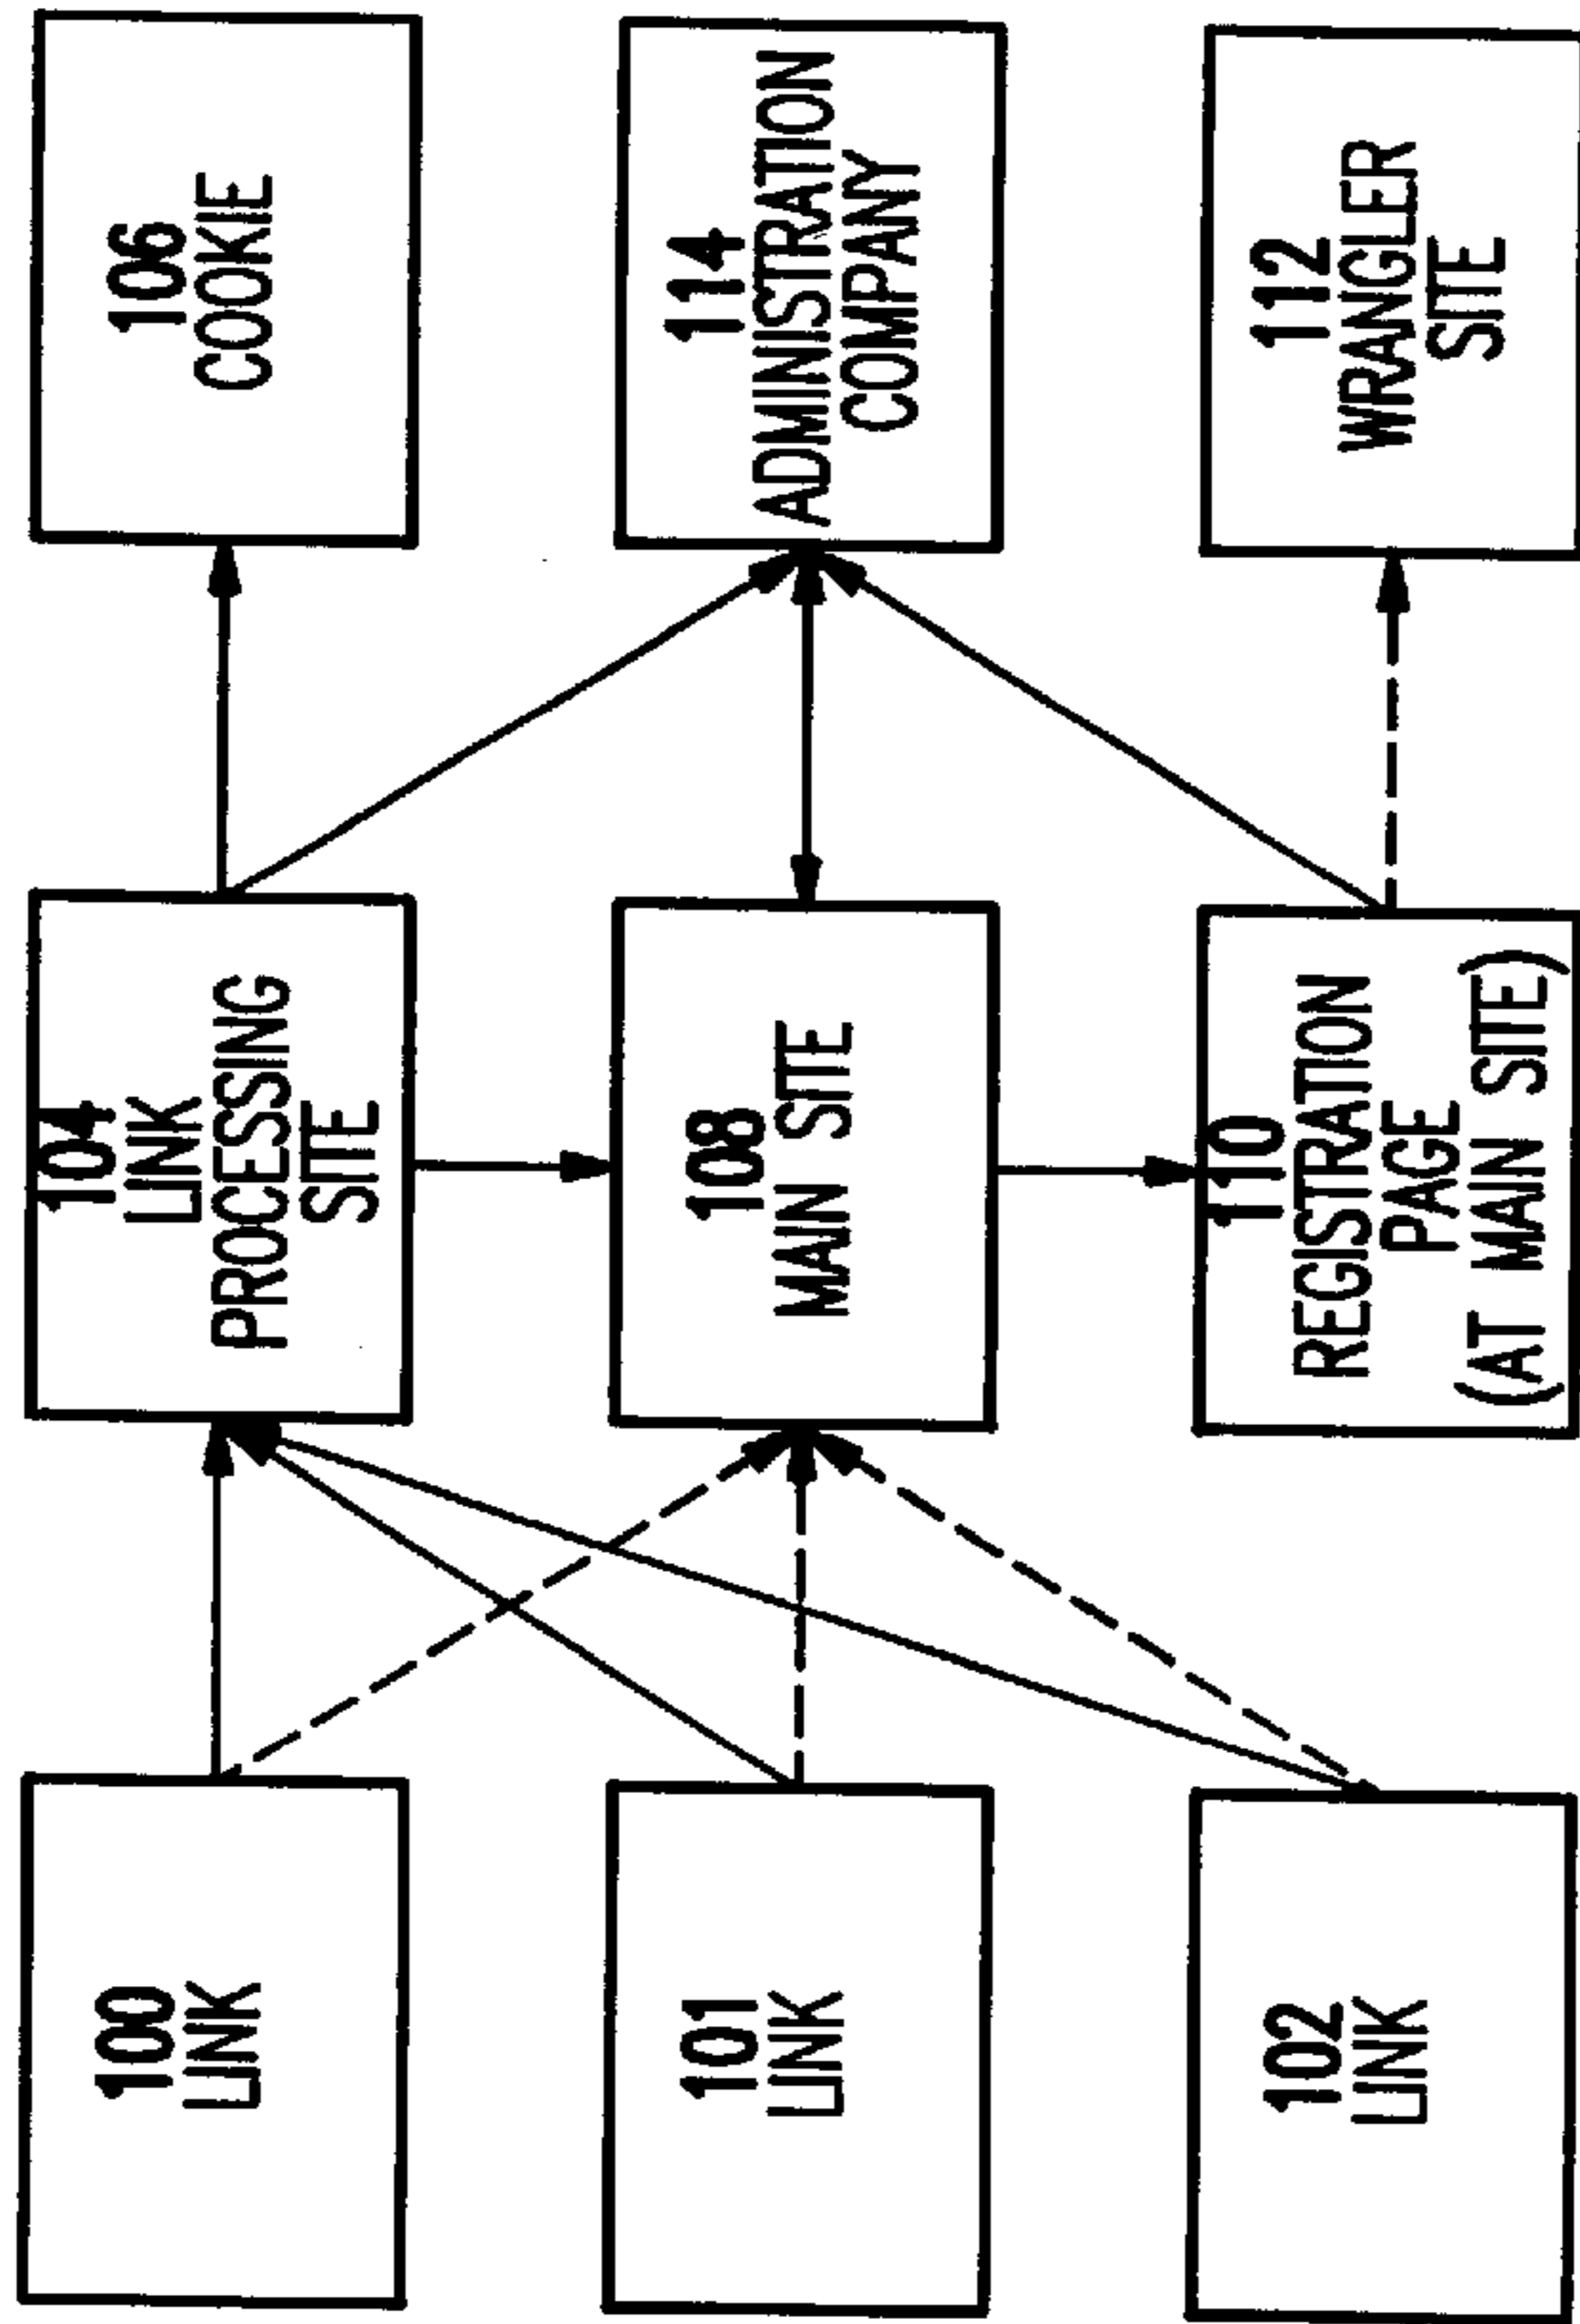 100
LINK
104
LINK
PROCESSING
SITE
106
COOKIE
101
LINK
108
MAIN SITE
114
ADMINISTRATION
COMPANY
102
LINK
110
REGISTRATION
PAGE
(AT MAIN SITE)
112
WRANGLER
SITE